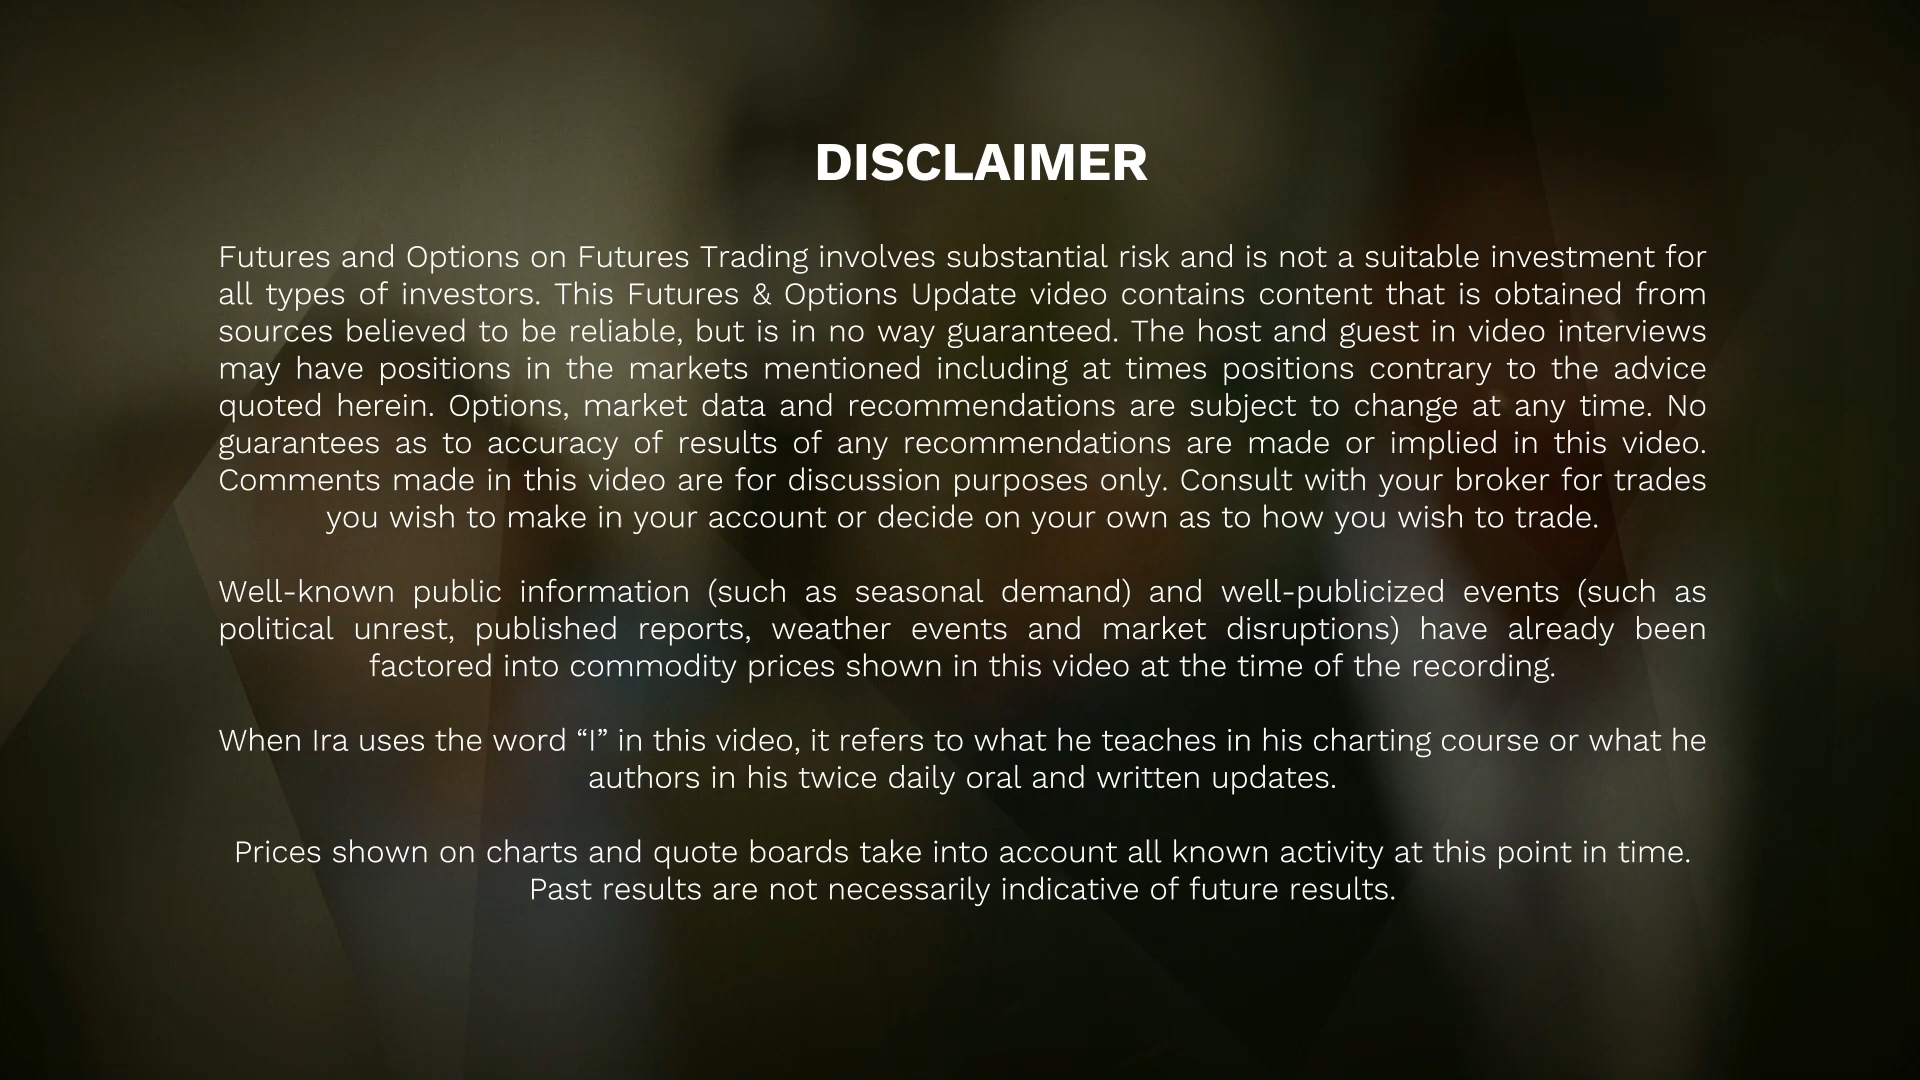 DISCLAIMER
Futures and Options on Futures Trading involves substantial risk and is not a suitable investment for
all types of investors. This Futures & Options Update video contains content that is obtained from
sources believed to be reliable, but is in no way guaranteed. The host and guest in video interviews
may have positions in the markets mentioned including at times positions contrary to the advice
quoted herein. Options, market data and recommendations are subject to change at any time. No
guarantees as to accuracy of results of any recommendations are made or implied in this video.
Comments made in this video are for discussion purposes only. Consult with your broker for trades
you wish to make in your account or decide on your own as to how you wish to trade.
Well-known public information (such as seasonal demand) and well-publicized events (such as
political unrest, published reports, weather events and market disruptions) have already been
factored into commodity prices shown in this video at the time of the recording.
When Ira uses the word “I” in this video, it refers to what he teaches in his charting course or what he
authors in his twice daily oral and written updates.
Prices shown on charts and quote boards take into account all known activity at this point in time.
Past results are not necessarily indicative of future results.